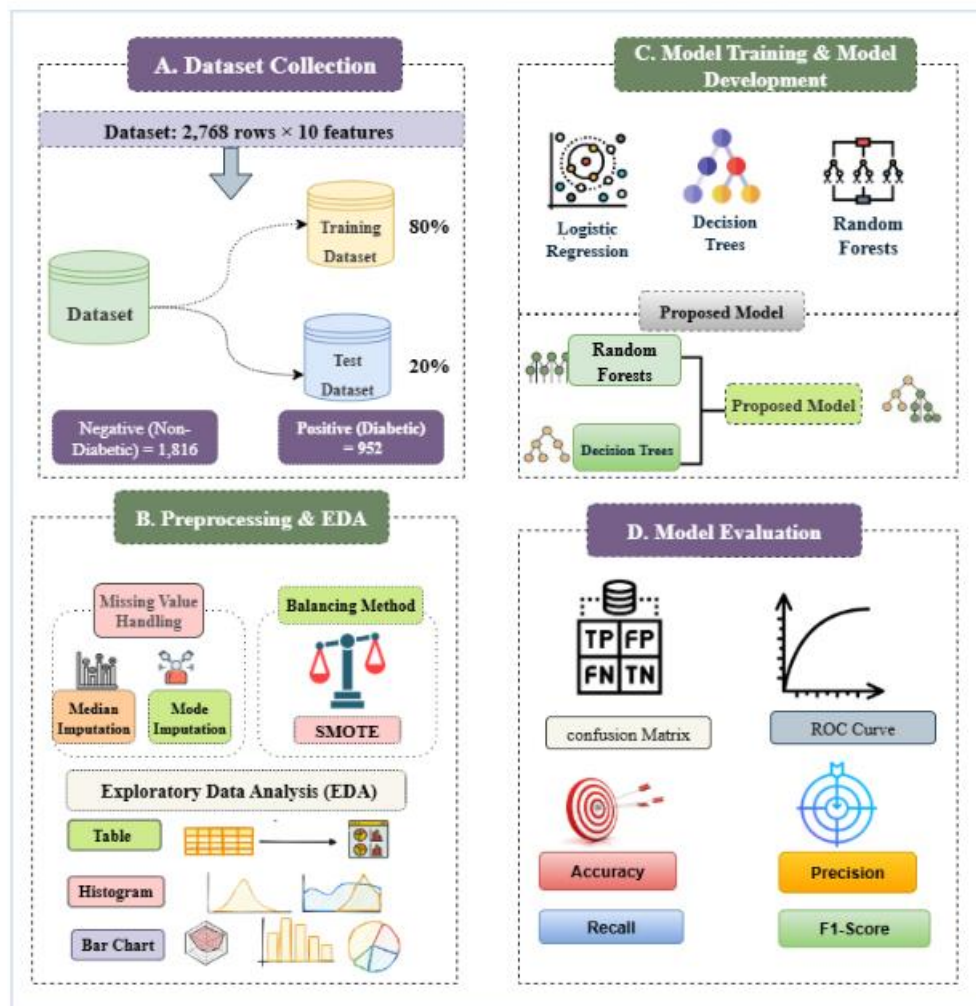 A. Dataset Collection
Dataset: 2,768 rows × 10 features
Training
Dataset
80%
Dataset
Test
Dataset
20%
Negative (Non-
Diabetic) = 1,816
Positive (Diabetic)
= 952
B. Preprocessing & EDA
Missing Value
Handling
Median
Imputation
Mode
Imputation
Balancing Method
SMOTE
Exploratory Data Analysis (EDA)
Table
Histogram
Bar Chart
C. Model Training & Model
Development
Logistic
Regression
Decision
Trees
Random
Forests
Proposed Model
Random
Forests
Decision Trees
Proposed Model
D. Model Evaluation
TP FP
FN TN
confusion Matrix
ROC Curve
Accuracy
Precision
Recall
F1-Score